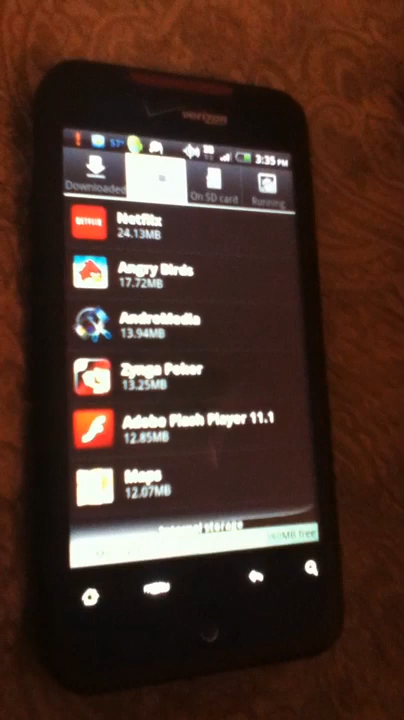 verizon
57°
3G
3:35 PM
Downloaded
On SD card
Running
NETFLIX
Netflix
24.13MB
Angry Birds
17.72MB
AndroMedia
13.94MB
Zynga Poker
13.25MB
Adobe Flash Player 11.1
12.85MB
Maps
12.07MB
Internal storage
MB free